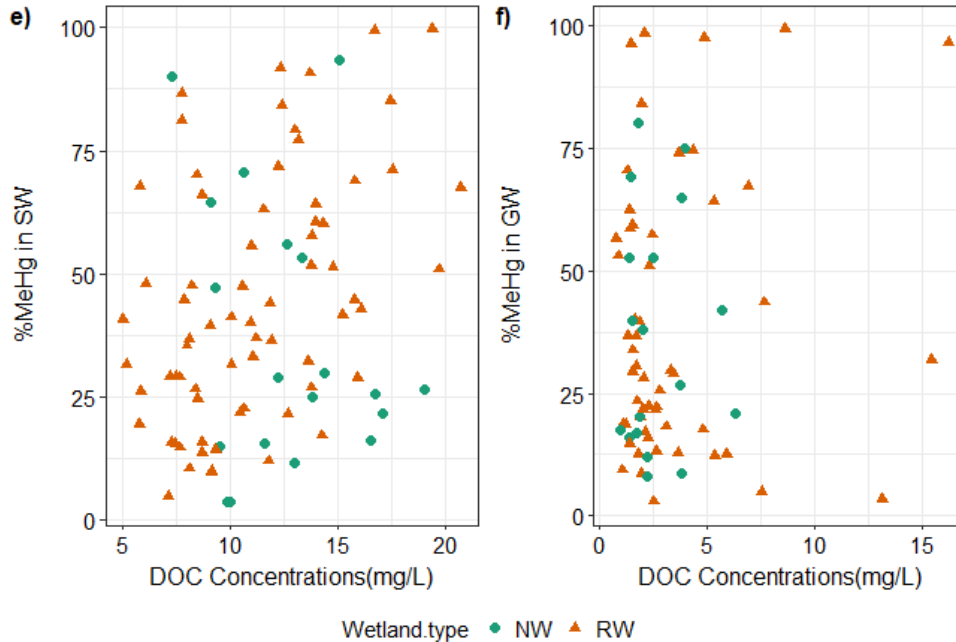 e)
%MeHg in SW
100
75
50
25
0
5 10 15 20
DOC Concentrations(mg/L)
f)
%MeHg in GW
100
75
50
25
0
0 5 10 15
DOC Concentrations(mg/L)
Wetland.type NW RW